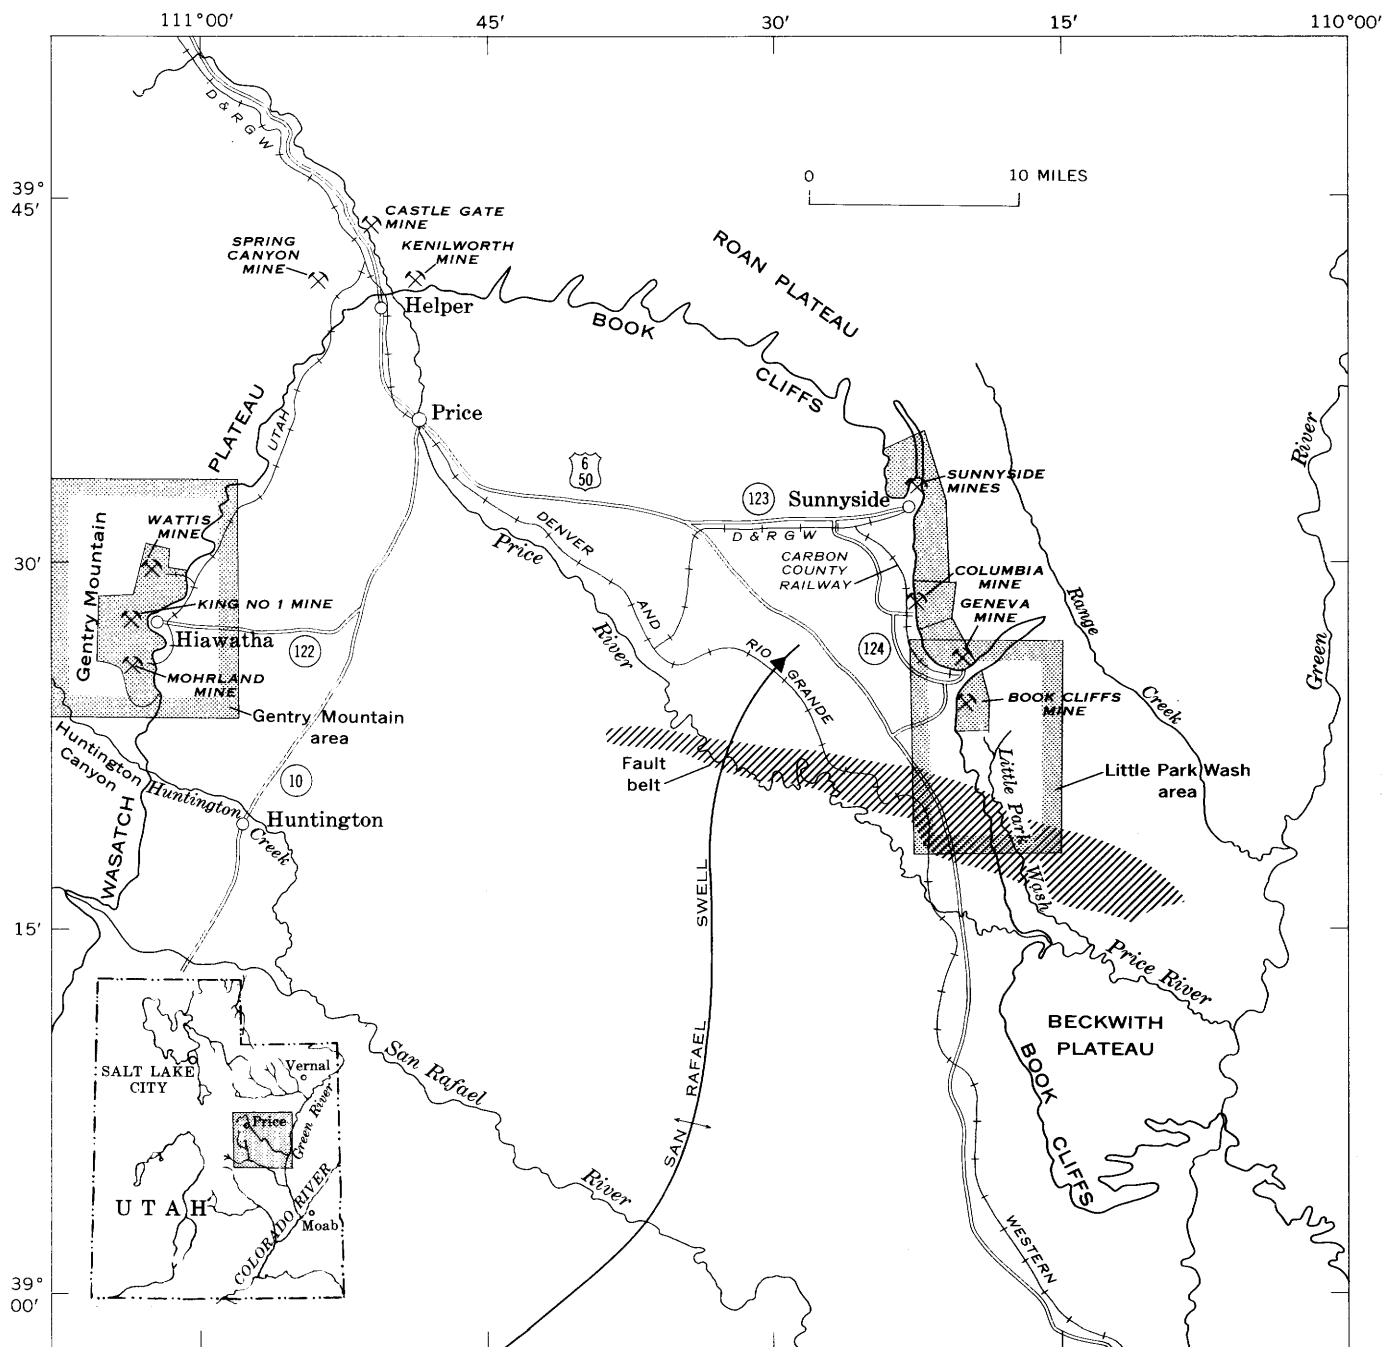 111°00'
45'
30'
15'
110°00'
D & R G W
39°
45'
0
10 MILES
CASTLE GATE
MINE
SPRING
CANYON
MINE
KENILWORTH
MINE
ROAN PLATEAU
Helper
BOOK
CLIFFS
PLATEAU
UTAH
Price
6
50
River
123
Sunnyside
SUNNYSIDE
MINES
WATTIS
MINE
DENVER
D & R G W
Price
30'
CARBON
COUNTY
RAILWAY
COLUMBIA
MINE
GENEVA
MINE
Gentry Mountain
KING NO 1 MINE
AND
Range
Hiawatha
122
River
124
RIO
GRANDE
Green
MOHRLAND
MINE
Creek
BOOK CLIFFS
MINE
Gentry Mountain
area
Huntington
Canyon
Fault
belt
Little Park Wash
area
Little Park Wash
10
Huntington
Creek
Huntington
WASATCH
SWELL
15'
Price River
BECKWITH
PLATEAU
SALT LAKE
CITY
Vernal
San Rafael
RAFAEL
BOOK
Price
Green River
SAN
CLIFFS
River
UTAH
COLORADO RIVER
Moab
WESTERN
39°
00'